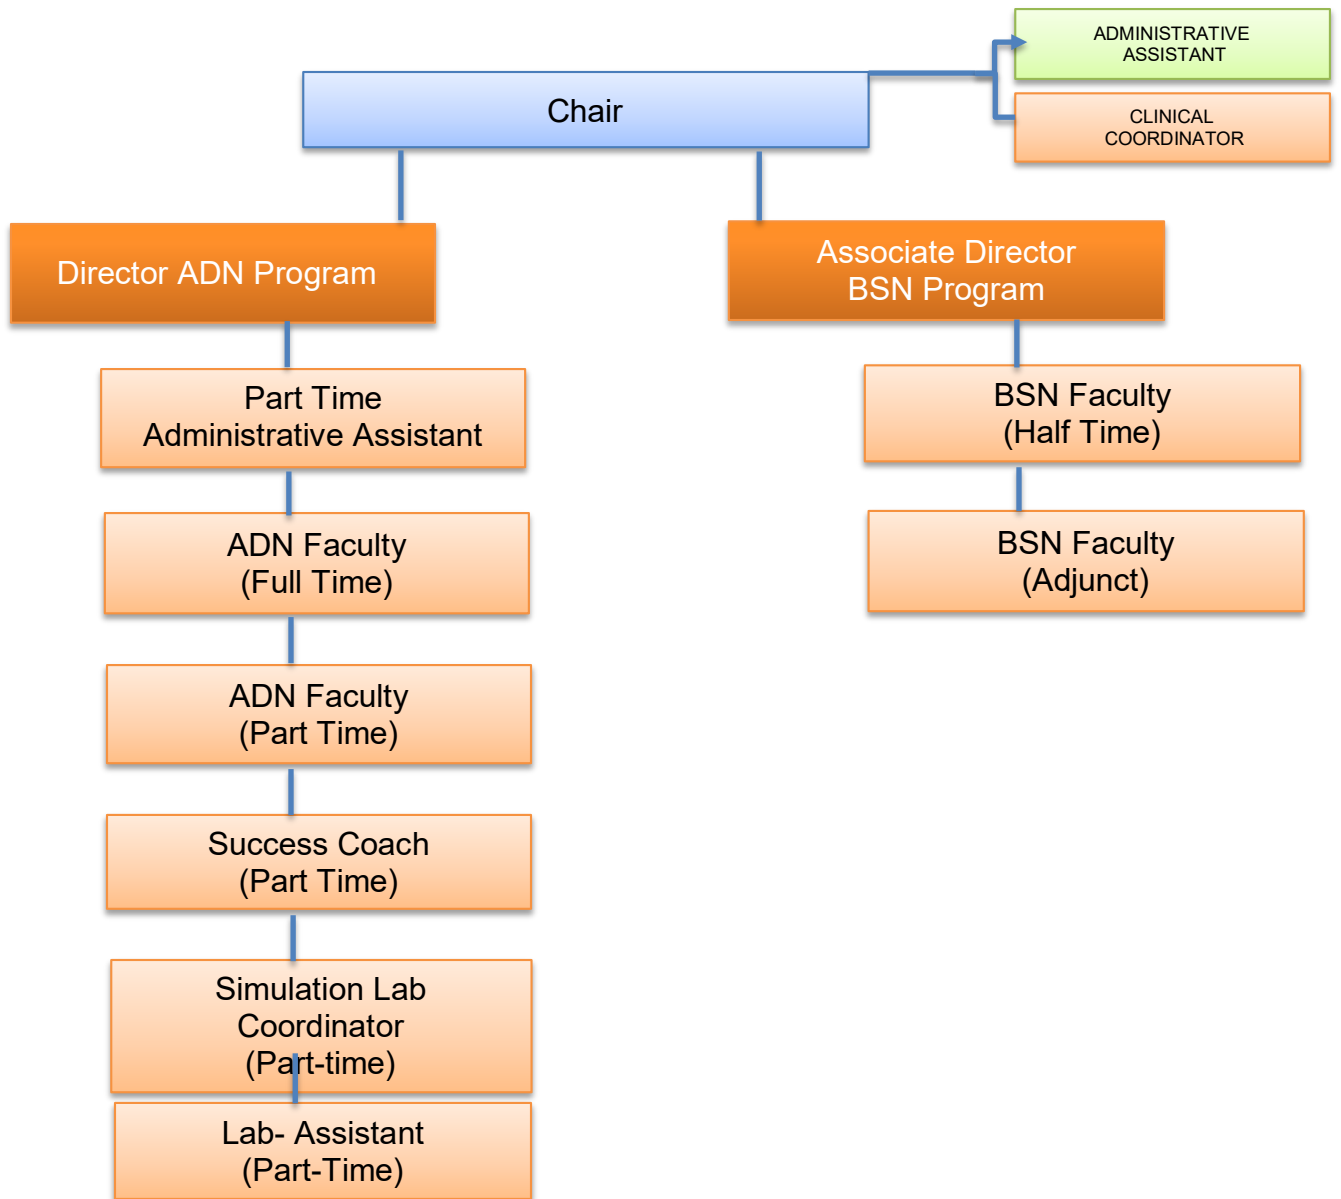 ADMINISTRATIVE
ASSISTANT
Chair
CLINICAL
COORDINATOR
Director ADN Program
Associate Director
BSN Program
Part Time
Administrative Assistant
BSN Faculty
(Half Time)
ADN Faculty
(Full Time)
BSN Faculty
(Adjunct)
ADN Faculty
(Part Time)
Success Coach
(Part Time)
Simulation Lab
Coordinator
(Part-time)
Lab- Assistant
(Part-Time)